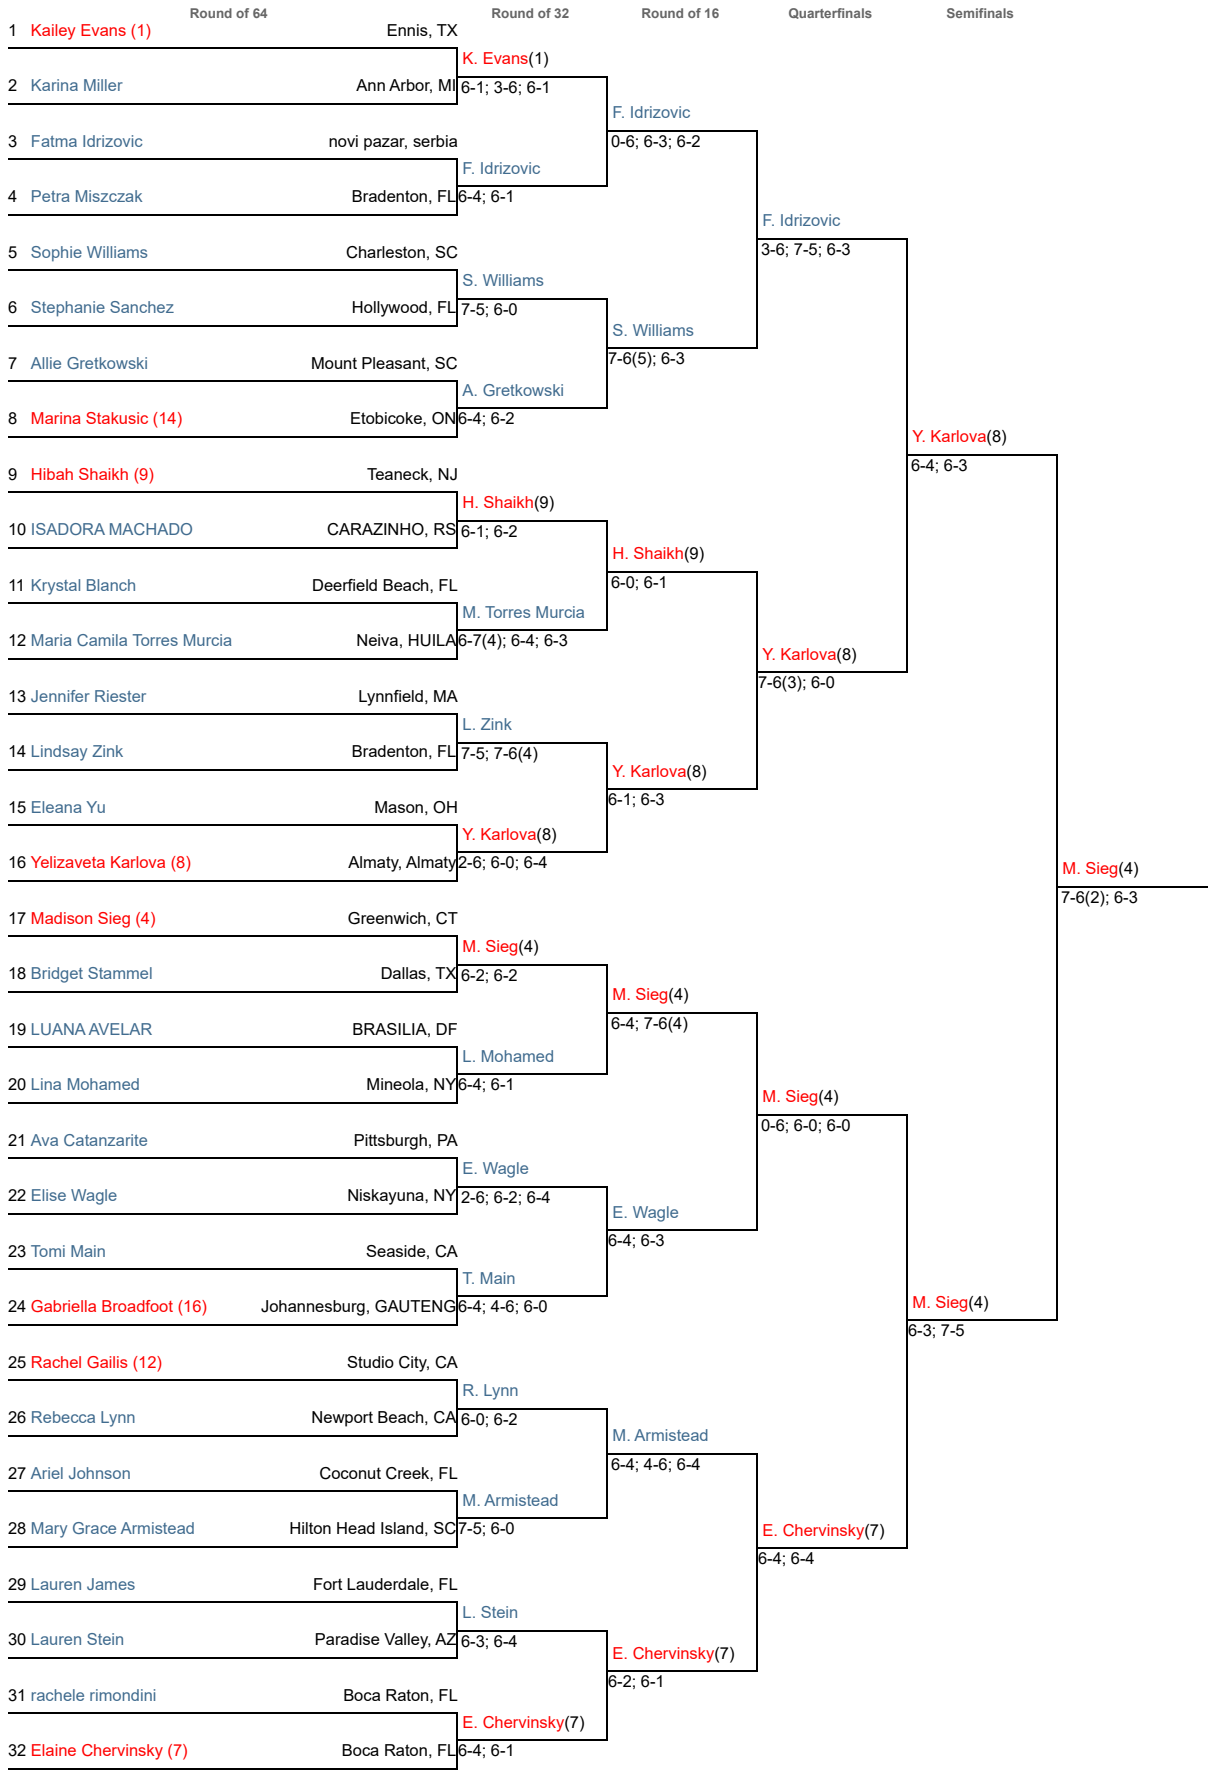 Round of 64 Round of 32 Round of 16 Quarterfinals Semifinals
1 Kailey Evans (1) Ennis, TX
K. Evans(1)
2 Karina Miller Ann Arbor, MI 6-1; 3-6; 6-1
F. Idrizovic
3 Fatma Idrizovic novi pazar, serbia 0-6; 6-3; 6-2
F. Idrizovic
4 Petra Miszczak Bradenton, FL 6-4; 6-1
F. Idrizovic
5 Sophie Williams Charleston, SC 3-6; 7-5; 6-3
S. Williams
6 Stephanie Sanchez Hollywood, FL 7-5; 6-0
S. Williams
7 Allie Gretkowski Mount Pleasant, SC 7-6(5); 6-3
A. Gretkowski
8 Marina Stakusic (14) Etobicoke, ON 6-4; 6-2
Y. Karlova(8)
9 Hibah Shaikh (9) Teaneck, NJ 6-4; 6-3
H. Shaikh(9)
10 ISADORA MACHADO CARAZINHO, RS 6-1; 6-2
H. Shaikh(9)
11 Krystal Blanch Deerfield Beach, FL 6-0; 6-1
M. Torres Murcia
12 Maria Camila Torres Murcia Neiva, HUILA 6-7(4); 6-4; 6-3
Y. Karlova(8)
13 Jennifer Riester Lynnfield, MA 7-6(3); 6-0
L. Zink
14 Lindsay Zink Bradenton, FL 7-5; 7-6(4)
Y. Karlova(8)
15 Eleana Yu Mason, OH 6-1; 6-3
Y. Karlova(8)
16 Yelizaveta Karlova (8) Almaty, Almaty 2-6; 6-0; 6-4
M. Sieg(4)
7-6(2); 6-3
17 Madison Sieg (4) Greenwich, CT
M. Sieg(4)
18 Bridget Stammel Dallas, TX 6-2; 6-2
M. Sieg(4)
19 LUANA AVELAR BRASILIA, DF 6-4; 7-6(4)
L. Mohamed
20 Lina Mohamed Mineola, NY 6-4; 6-1
M. Sieg(4)
21 Ava Catanzarite Pittsburgh, PA 0-6; 6-0; 6-0
E. Wagle
22 Elise Wagle Niskayuna, NY 2-6; 6-2; 6-4
E. Wagle
23 Tomi Main Seaside, CA 6-4; 6-3
T. Main
24 Gabriella Broadfoot (16) Johannesburg, GAUTENG 6-4; 4-6; 6-0
M. Sieg(4)
6-3; 7-5
25 Rachel Gailis (12) Studio City, CA
R. Lynn
26 Rebecca Lynn Newport Beach, CA 6-0; 6-2
M. Armistead
27 Ariel Johnson Coconut Creek, FL 6-4; 4-6; 6-4
M. Armistead
28 Mary Grace Armistead Hilton Head Island, SC 7-5; 6-0
E. Chervinsky(7)
6-4; 6-4
29 Lauren James Fort Lauderdale, FL
L. Stein
30 Lauren Stein Paradise Valley, AZ 6-3; 6-4
E. Chervinsky(7)
6-2; 6-1
31 rachele rimondini Boca Raton, FL
E. Chervinsky(7)
32 Elaine Chervinsky (7) Boca Raton, FL 6-4; 6-1